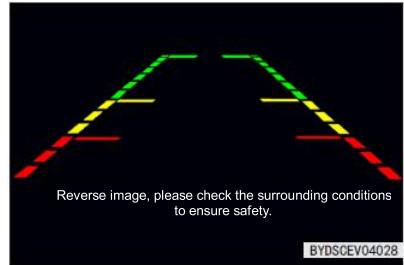 Reverse image, please check the surrounding conditions
to ensure safety.
BYDSCEV04028